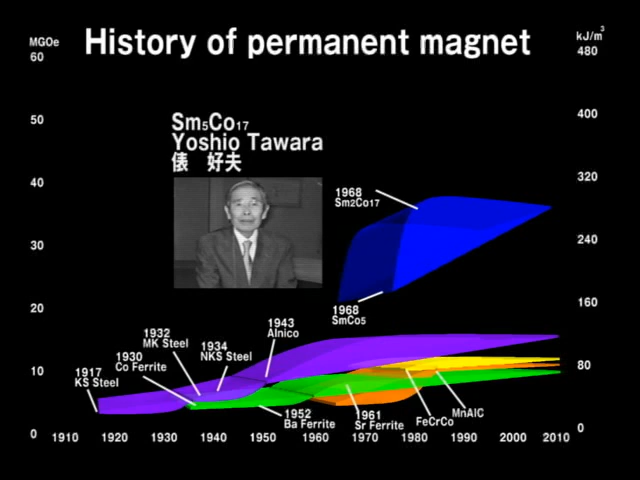 History of permanent magnet
MGOe
kJ/m³
60
480
50
400
40
320
30
240
20
160
10
80
0
0
Sm₅Co₁₇
Yoshio Tawara
俵 好夫
1968
Sm2Co17
1968
SmCo5
1943
Alnico
1932
MK Steel
1934
NKS Steel
1930
Co Ferrite
1917
KS Steel
1952
Ba Ferrite
1961
Sr Ferrite
FeCrCo
MnAlC
1910 1920 1930 1940 1950 1960 1970 1980 1990 2000 2010